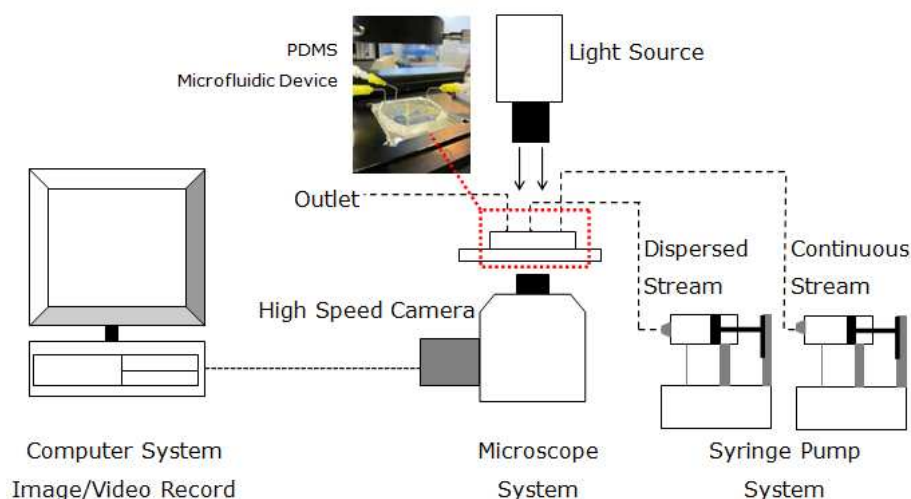 PDMS
Microfluidic Device
Light Source
Outlet
Dispersed
Stream
Continuous
Stream
High Speed Camera
Computer System
Image/Video Record
Microscope
System
Syringe Pump
System